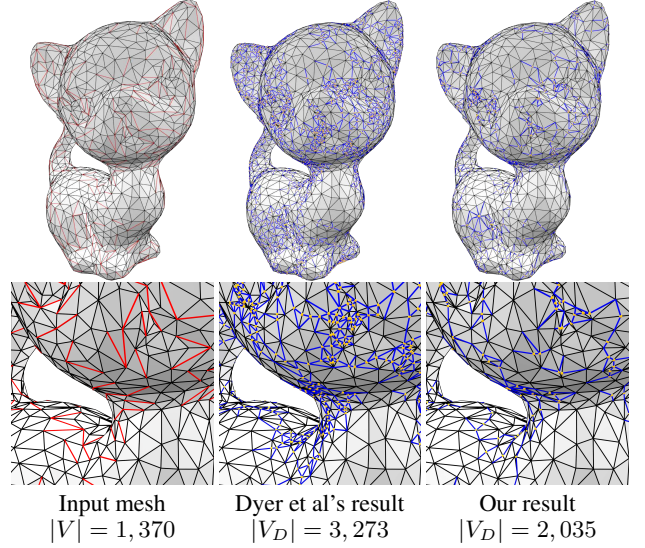 Input mesh
|V| = 1, 370
Dyer et al's result
|V_D| = 3, 273
Our result
|V_D| = 2, 035